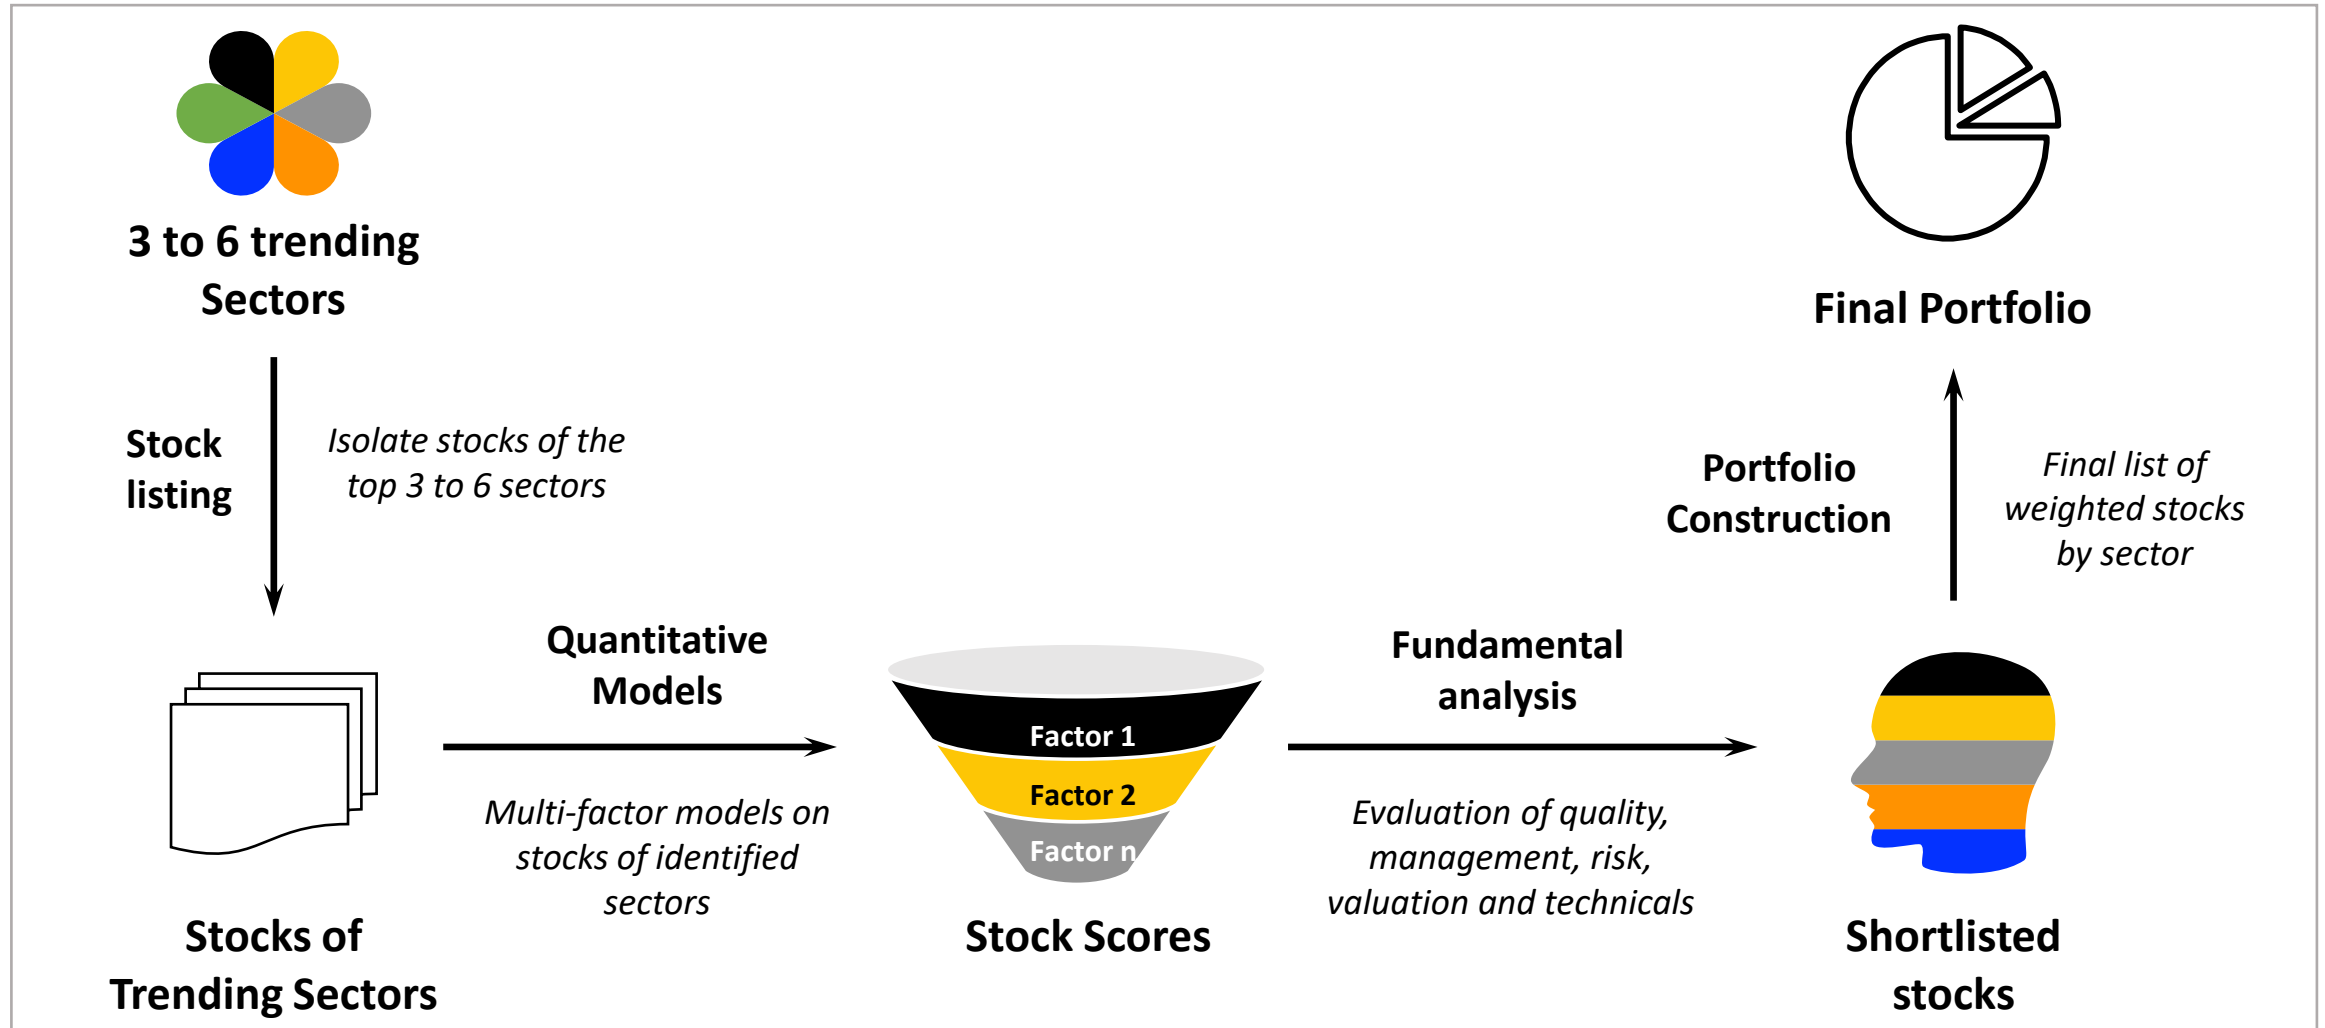 3 to 6 trending
Sectors
Stock
listing
Isolate stocks of the
top 3 to 6 sectors
Stocks of
Trending Sectors
Quantitative
Models
Multi-factor models on
stocks of identified
sectors
Factor 1
Factor 2
Factor n
Stock Scores
Fundamental
analysis
Evaluation of quality,
management, risk,
valuation and technicals
Shortlisted
stocks
Portfolio
Construction
Final list of
weighted stocks
by sector
Final Portfolio